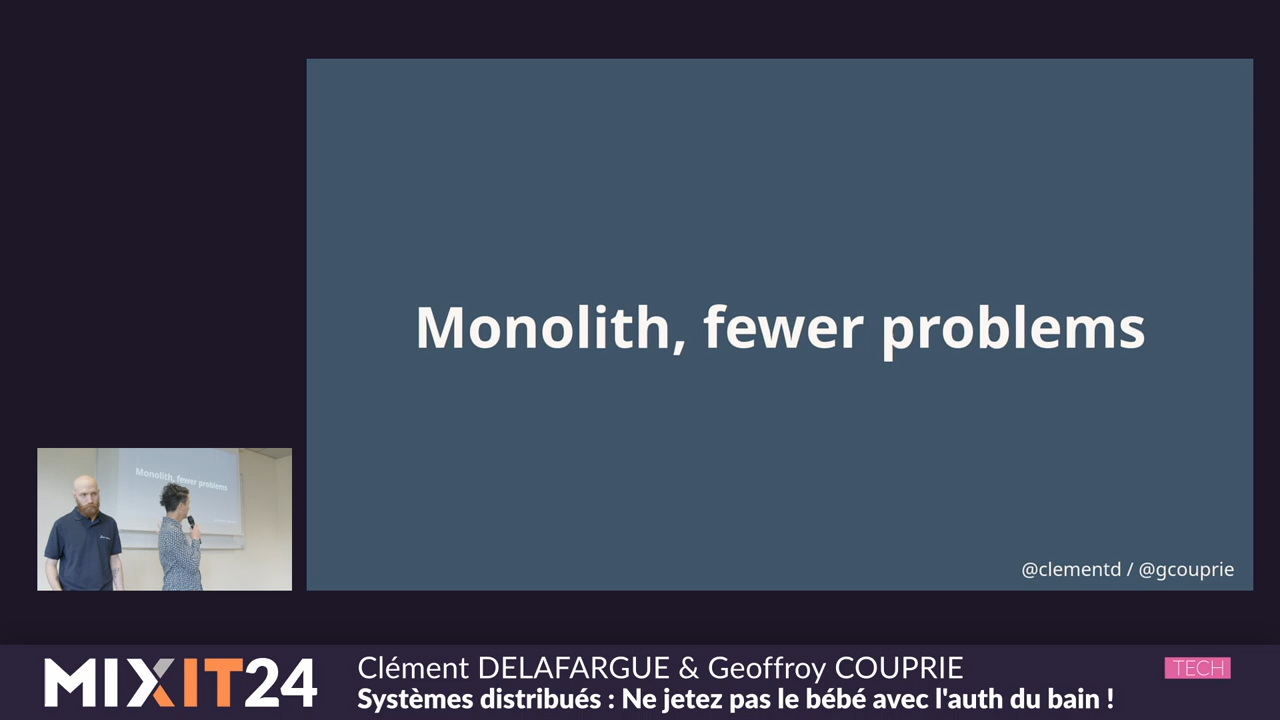 Monolith, fewer problems
@clementd / @gcouprie
Monolith, fewer problems
MIXIT24
Clément DELAFARGUE & Geoffroy COUPRIE
TECH
Systèmes distribués : Ne jetez pas le bébé avec l'auth du bain !